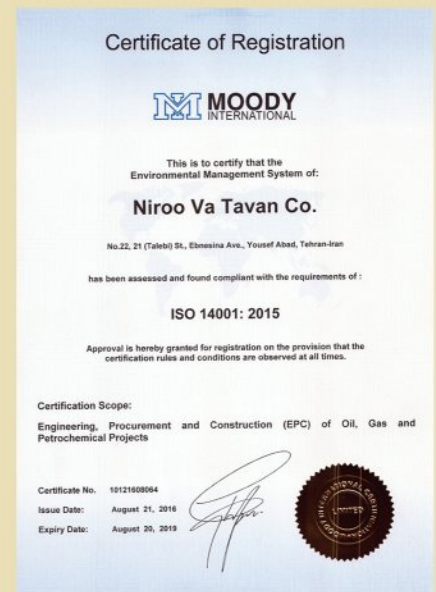 Certificate of Registration
MOODY
INTERNATIONAL
This is to certify that the
Environmental Management System of:
Niroo Va Tavan Co.
No.22, 21 (Talebi) St., Ebnesina Ave., Yousef Abad, Tehran-Iran
has been assessed and found compliant with the requirements of :
ISO 14001: 2015
Approval is hereby granted for registration on the provision that the
certification rules and conditions are observed at all times.
Certification Scope:
Engineering, Procurement and Construction (EPC) of Oil, Gas and
Petrochemical Projects
Certificate No. 10121608064
Issue Date: August 21, 2016
Expiry Date: August 20, 2019
MOODY INTERNATIONAL CERTIFICATION
LIMITED